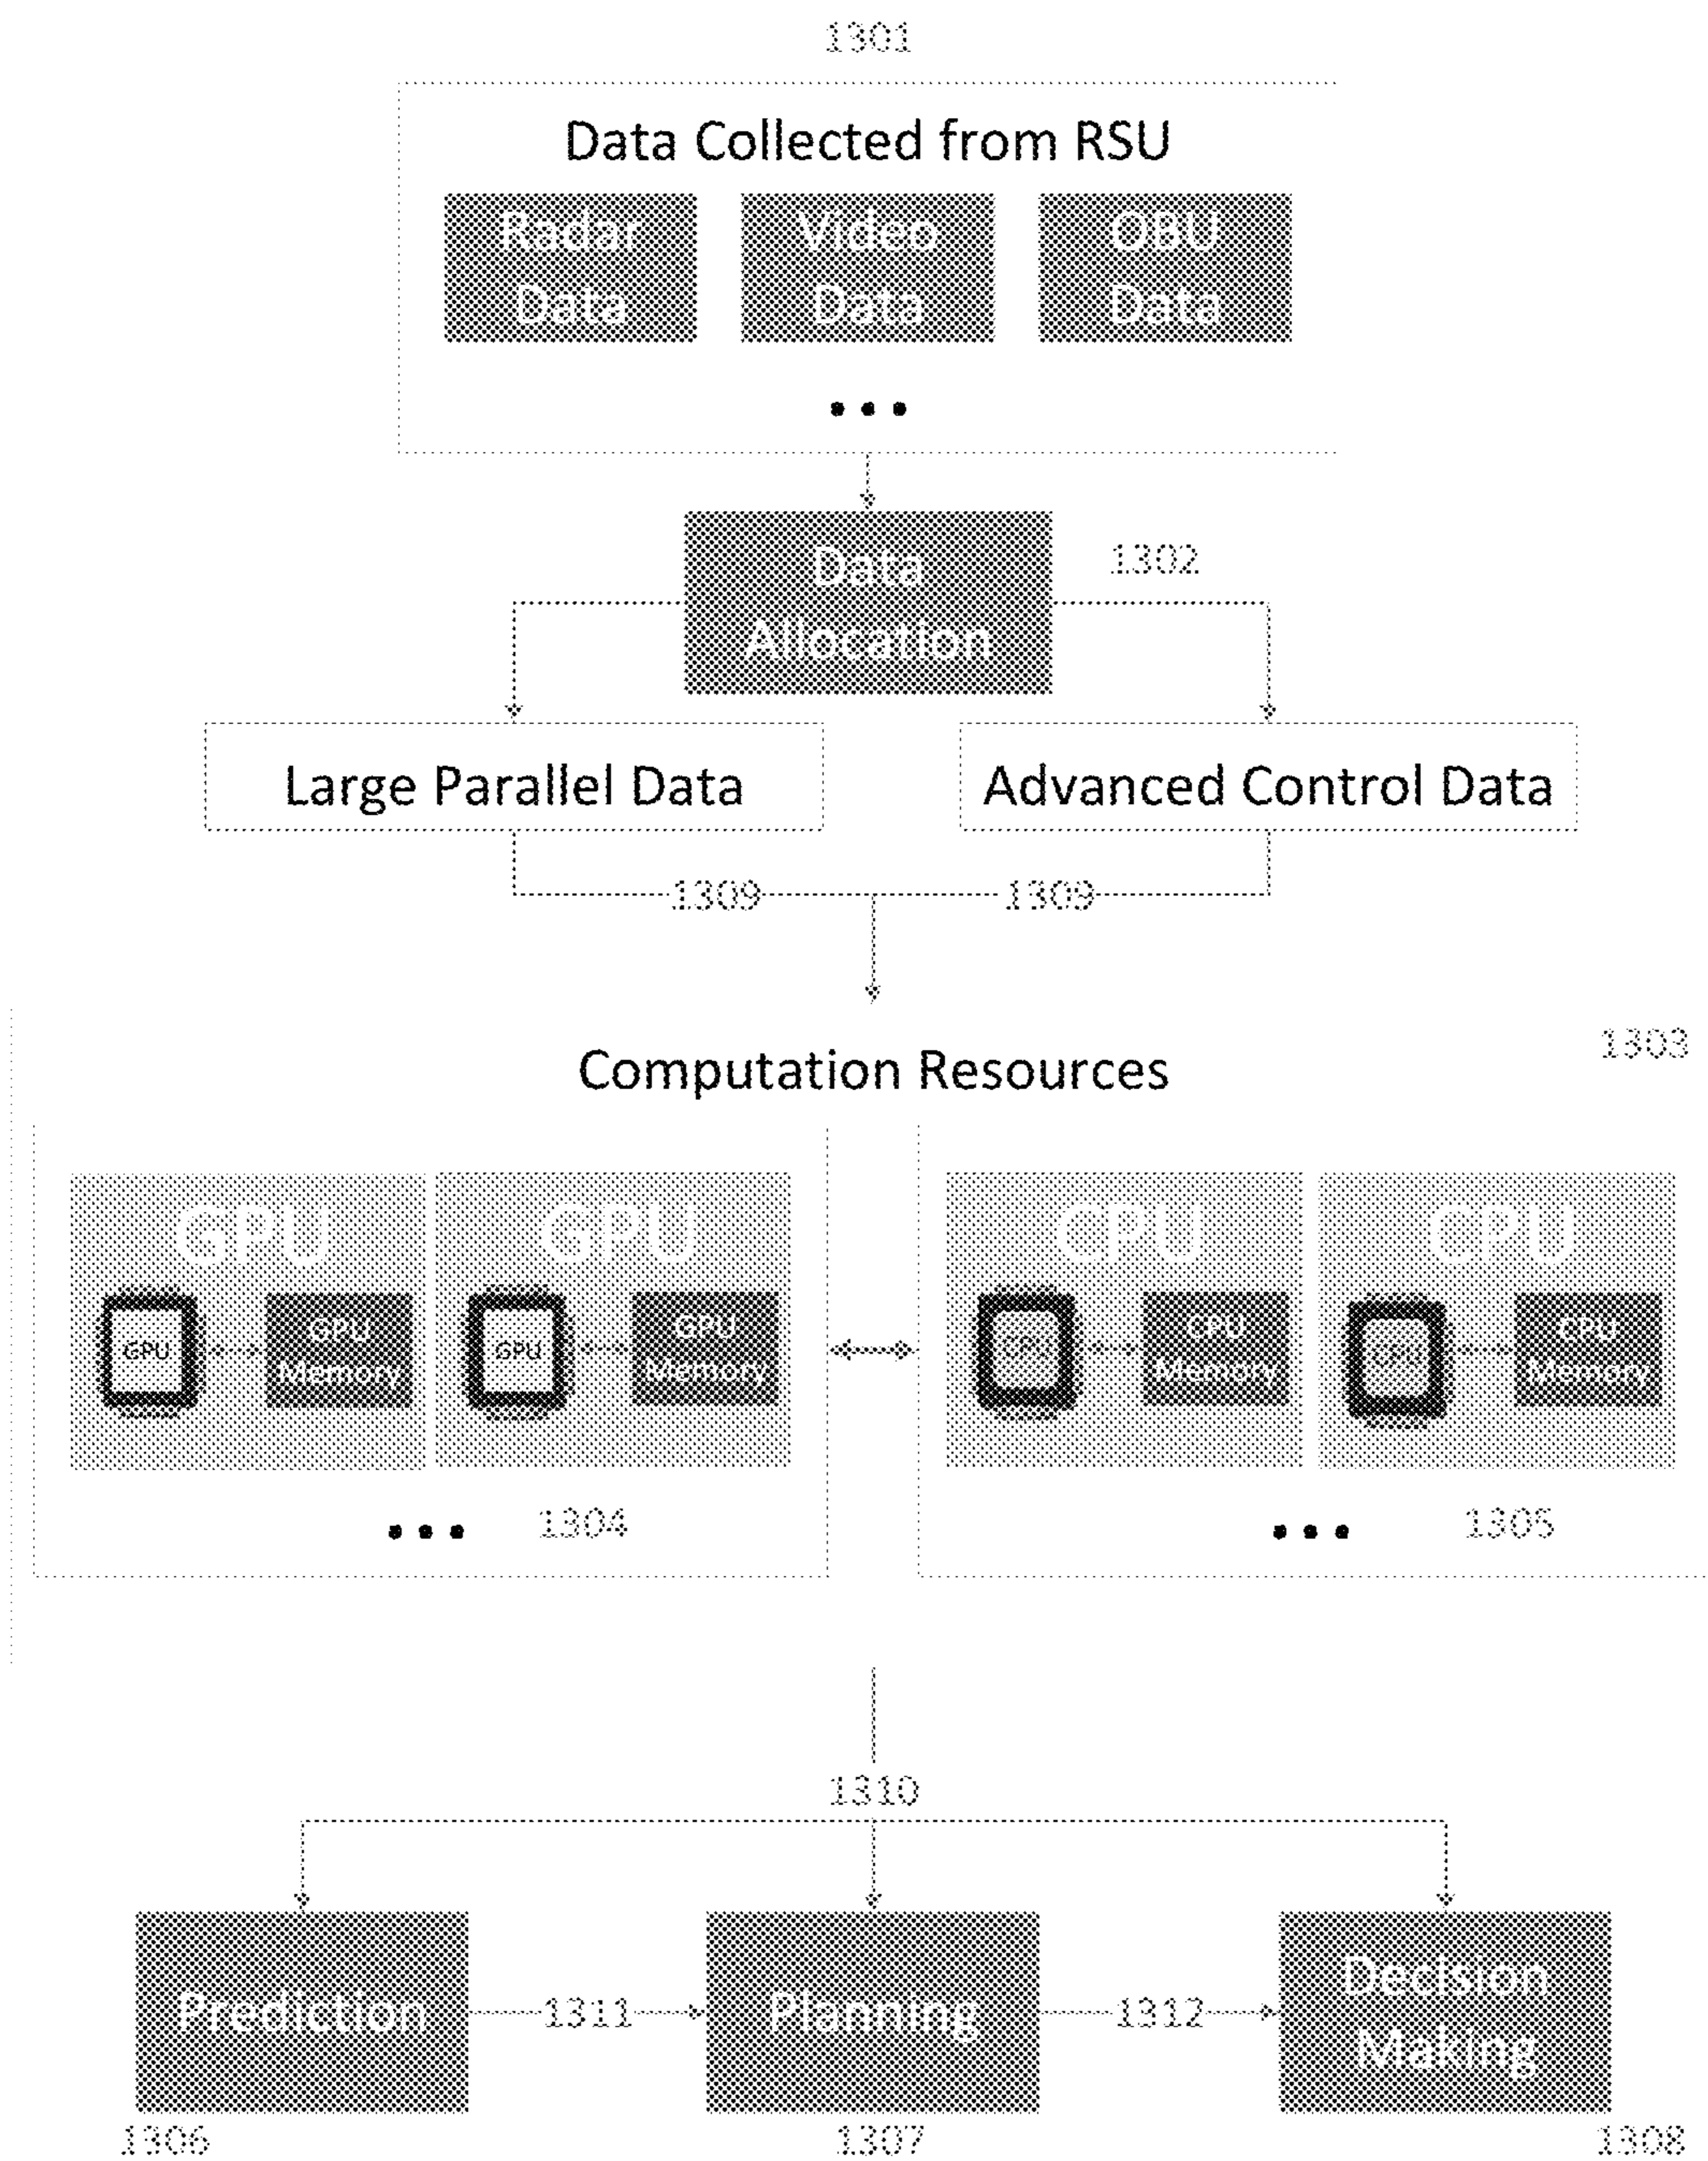 1301
Data Collected from RSU
Radar
Data
Video
Data
OBU
Data
...
Data
Allocation
1302
Large Parallel Data
Advanced Control Data
1309
1309
1303
Computation Resources
GPU
GPU
GPU
Memory
GPU
GPU
GPU
Memory
CPU
CPU
CPU
Memory
CPU
CPU
CPU
Memory
... 1304
... 1305
1310
Prediction
1311
Planning
1312
Decision
Making
1306
1307
1308